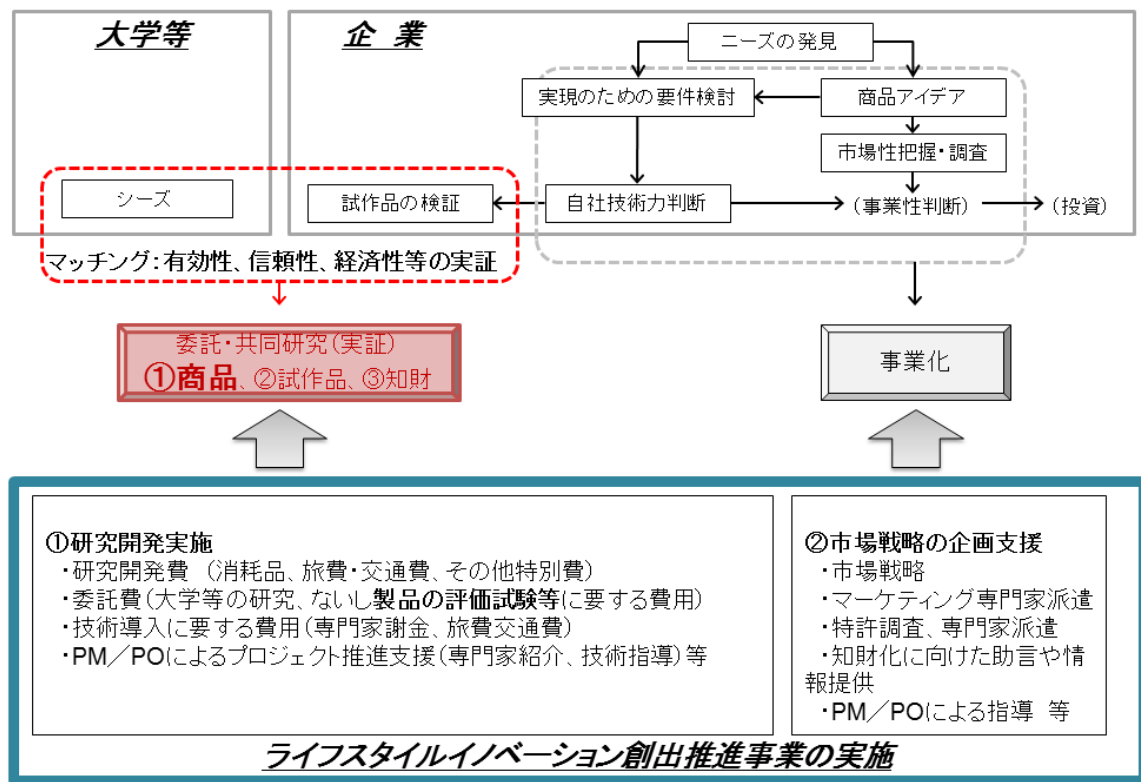 大学等
企 業
ニーズの発見
実現のための要件検討
商品アイデア
市場性把握・調査
シーズ
試作品の検証
自社技術力判断
(事業性判断)
(投資)
マッチング：有効性、信頼性、経済性等の実証
委託・共同研究(実証)
①商品、②試作品、③知財
事業化
①研究開発実施
・研究開発費 (消耗品、旅費・交通費、その他特別費)
・委託費(大学等の研究、ないし製品の評価試験等に要する費用)
・技術導入に要する費用(専門家謝金、旅費交通費)
・PM／POによるプロジェクト推進支援(専門家紹介、技術指導)等
②市場戦略の企画支援
・市場戦略
・マーケティング専門家派遣
・特許調査、専門家派遣
・知財化に向けた助言や情
報提供
・PM／POによる指導 等
ライフスタイルイノベーション創出推進事業の実施